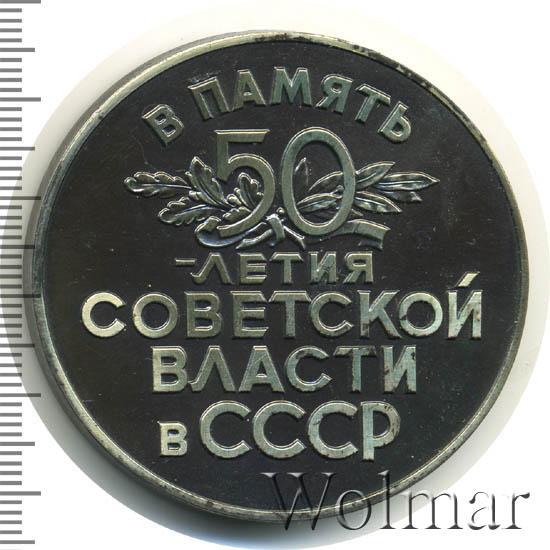 В ПАМЯТЬ
50
-ЛЕТИЯ
СОВЕТСКОЙ
ВЛАСТИ
в СССР
Wolmar